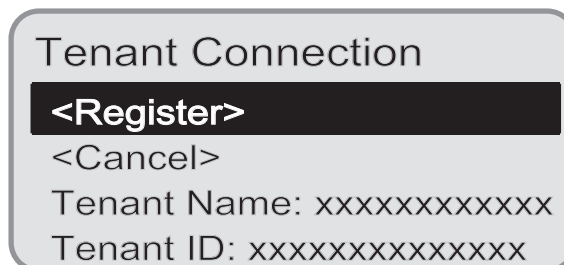 Tenant Connection
<Register>
<Cancel>
Tenant Name: xxxxxxxxxxxx
Tenant ID: xxxxxxxxxxxxxx